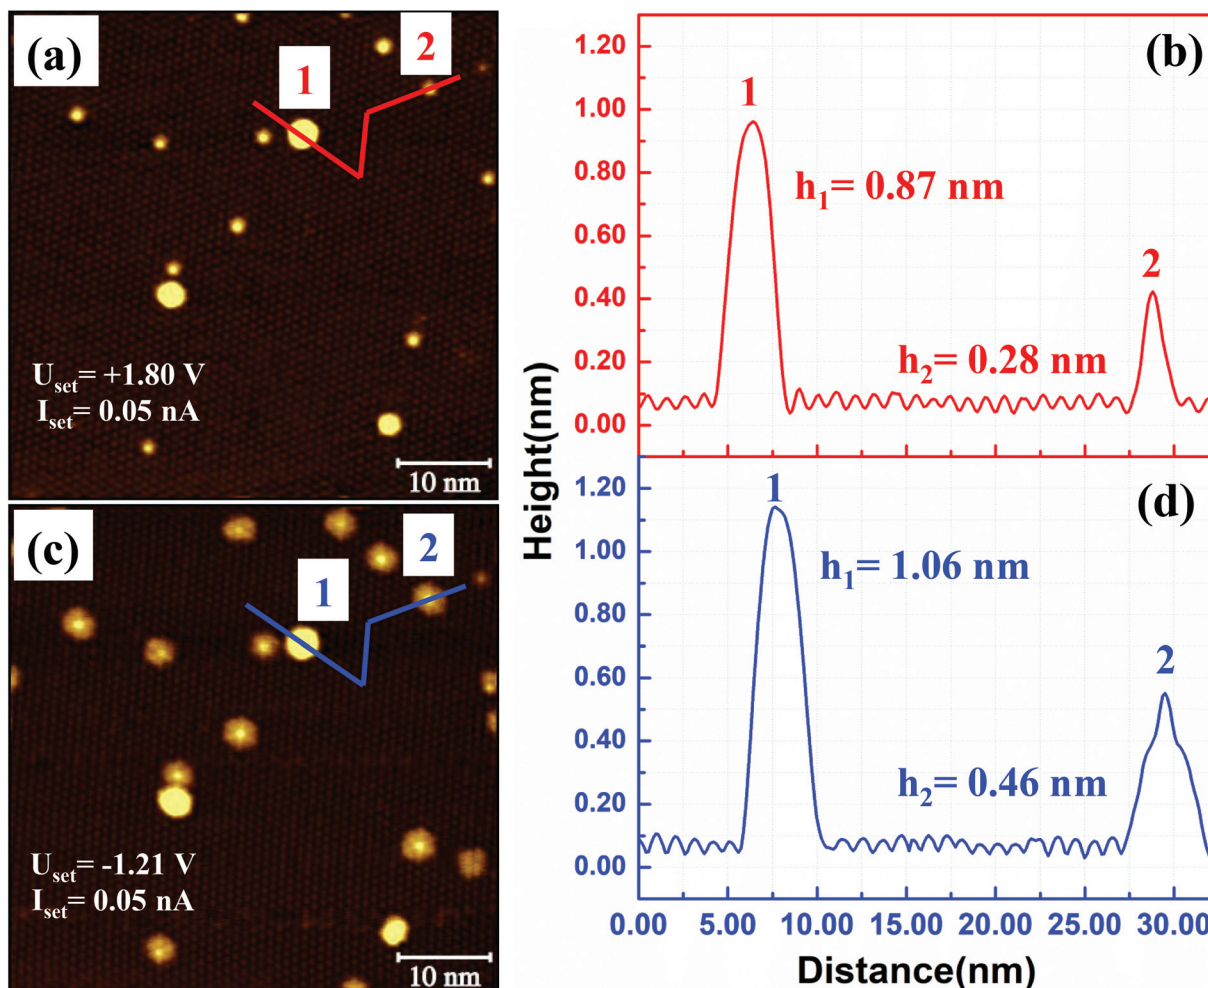 (a)
1
2
U_set= +1.80 V
I_set= 0.05 nA
10 nm
(b)
1
h_1= 0.87 nm
2
h_2= 0.28 nm
1.20
1.00
0.80
0.60
0.40
0.20
0.00
(c)
1
2
U_set= -1.21 V
I_set= 0.05 nA
10 nm
(d)
1
h_1= 1.06 nm
2
h_2= 0.46 nm
1.20
1.00
0.80
0.60
0.40
0.20
0.00
Height(nm)
0.00 5.00 10.00 15.00 20.00 25.00 30.00
Distance(nm)